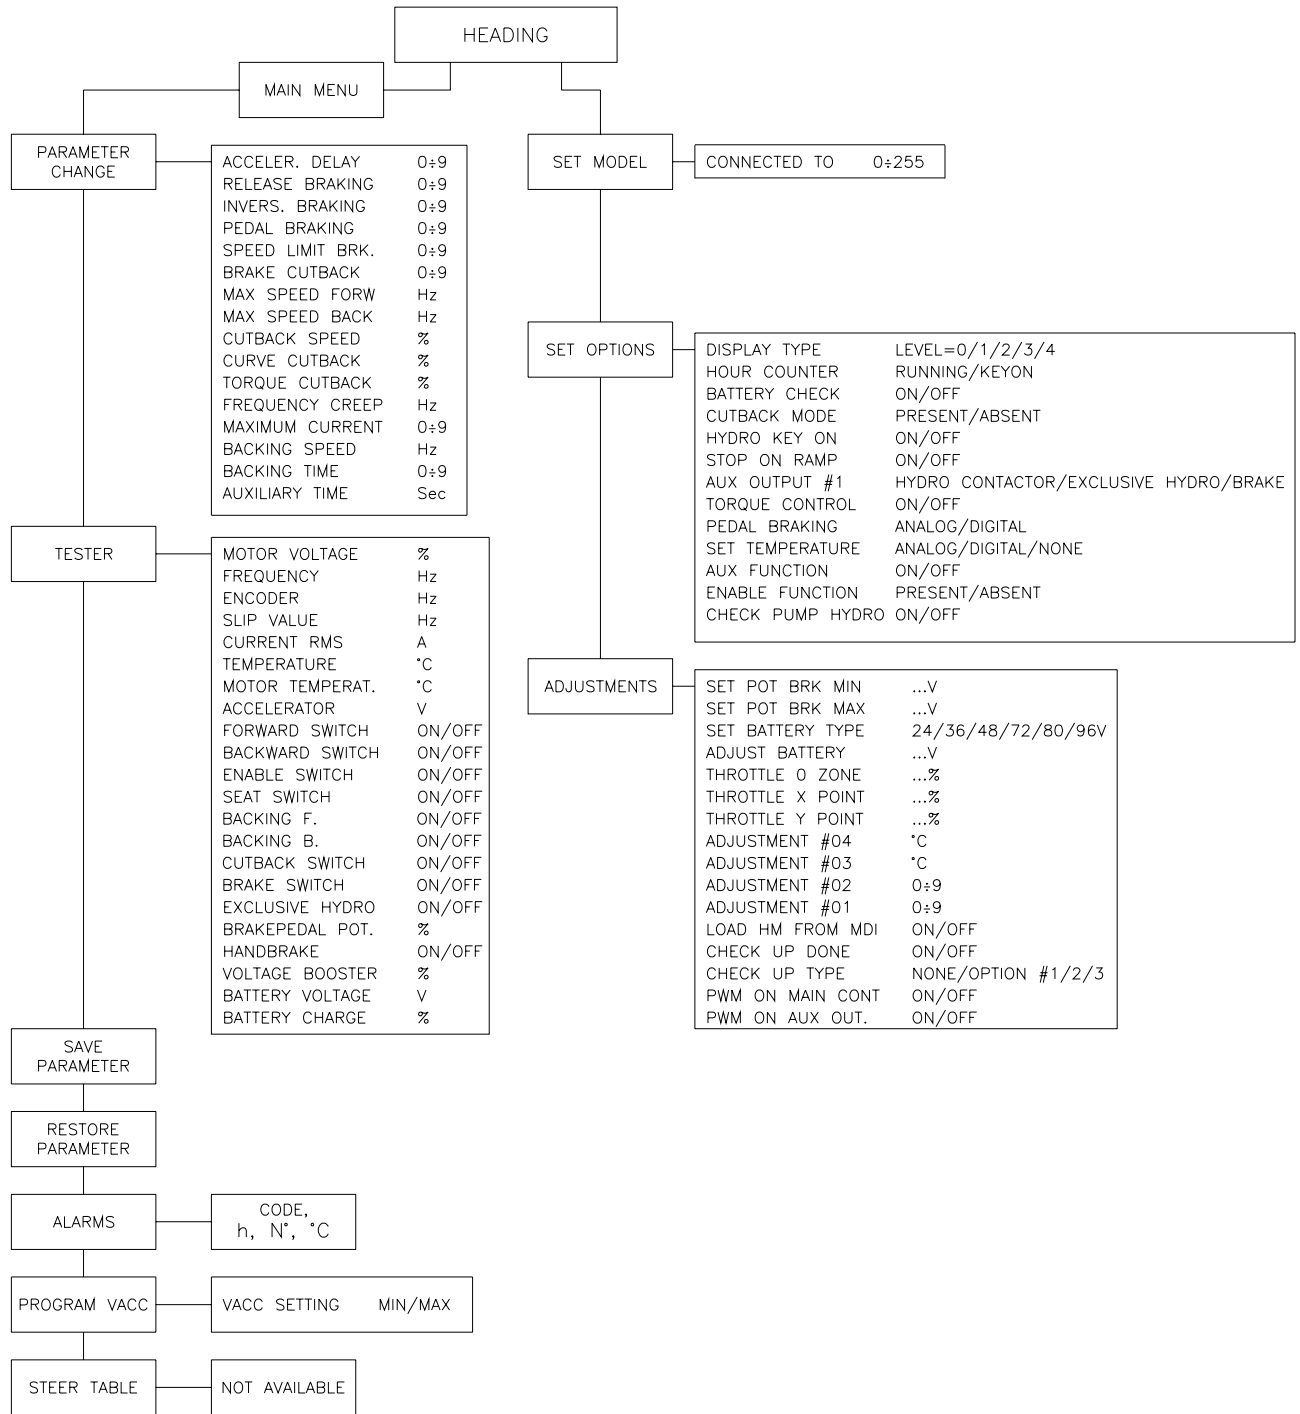 HEADING
MAIN MENU
PARAMETER
CHANGE
ACCELER. DELAY 0÷9
RELEASE BRAKING 0÷9
INVERS. BRAKING 0÷9
PEDAL BRAKING 0÷9
SPEED LIMIT BRK. 0÷9
BRAKE CUTBACK 0÷9
MAX SPEED FORW Hz
MAX SPEED BACK Hz
CUTBACK SPEED %
CURVE CUTBACK %
TORQUE CUTBACK %
FREQUENCY CREEP Hz
MAXIMUM CURRENT 0÷9
BACKING SPEED Hz
BACKING TIME 0÷9
AUXILIARY TIME Sec
TESTER
MOTOR VOLTAGE %
FREQUENCY Hz
ENCODER Hz
SLIP VALUE Hz
CURRENT RMS A
TEMPERATURE °C
MOTOR TEMPERAT. °C
ACCELERATOR V
FORWARD SWITCH ON/OFF
BACKWARD SWITCH ON/OFF
ENABLE SWITCH ON/OFF
SEAT SWITCH ON/OFF
BACKING F. ON/OFF
BACKING B. ON/OFF
CUTBACK SWITCH ON/OFF
BRAKE SWITCH ON/OFF
EXCLUSIVE HYDRO ON/OFF
BRAKEPEDAL POT. %
HANDBRAKE ON/OFF
VOLTAGE BOOSTER %
BATTERY VOLTAGE V
BATTERY CHARGE %
SAVE
PARAMETER
RESTORE
PARAMETER
ALARMS
CODE,
h, N°, °C
PROGRAM VACC
VACC SETTING MIN/MAX
STEER TABLE
NOT AVAILABLE
SET MODEL
CONNECTED TO 0÷255
SET OPTIONS
DISPLAY TYPE LEVEL=0/1/2/3/4
HOUR COUNTER RUNNING/KEYON
BATTERY CHECK ON/OFF
CUTBACK MODE PRESENT/ABSENT
HYDRO KEY ON ON/OFF
STOP ON RAMP ON/OFF
AUX OUTPUT #1 HYDRO CONTACTOR/EXCLUSIVE HYDRO/BRAKE
TORQUE CONTROL ON/OFF
PEDAL BRAKING ANALOG/DIGITAL
SET TEMPERATURE ANALOG/DIGITAL/NONE
AUX FUNCTION ON/OFF
ENABLE FUNCTION PRESENT/ABSENT
CHECK PUMP HYDRO ON/OFF
ADJUSTMENTS
SET POT BRK MIN ...V
SET POT BRK MAX ...V
SET BATTERY TYPE 24/36/48/72/80/96V
ADJUST BATTERY ...V
THROTTLE 0 ZONE ...%
THROTTLE X POINT ...%
THROTTLE Y POINT ...%
ADJUSTMENT #04 °C
ADJUSTMENT #03 °C
ADJUSTMENT #02 0÷9
ADJUSTMENT #01 0÷9
LOAD HM FROM MDI ON/OFF
CHECK UP DONE ON/OFF
CHECK UP TYPE NONE/OPTION #1/2/3
PWM ON MAIN CONT ON/OFF
PWM ON AUX OUT. ON/OFF